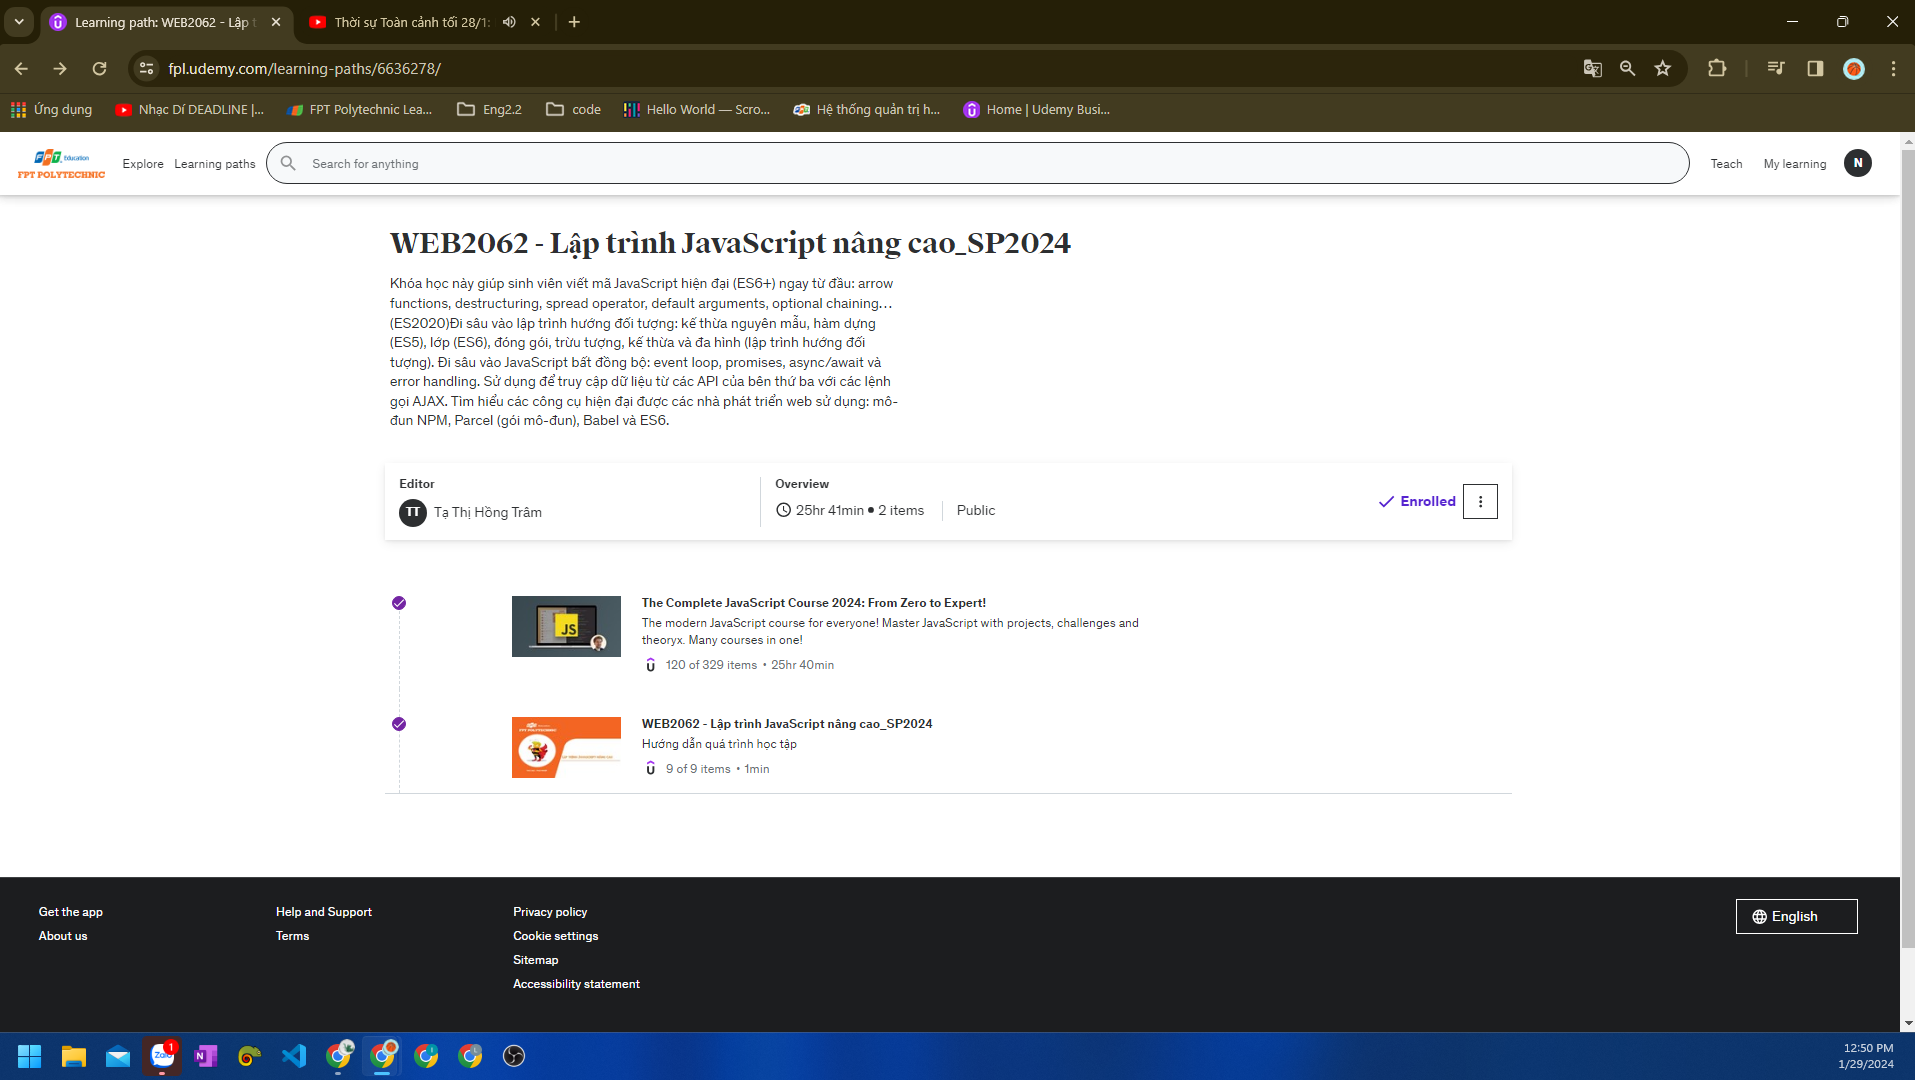 Learning path: WEB2062 - Lập t
Thời sự Toàn cảnh tối 28/1:
fpl.udemy.com/learning-paths/6636278/
Ứng dụng
Nhạc Dí DEADLINE |...
FPT Polytechnic Lea...
Eng2.2
code
Hello World — Scro...
Hệ thống quản trị h...
Home | Udemy Busi...
FPT Education
FPT POLYTECHNIC
Explore
Learning paths
Search for anything
Teach
My learning
N
WEB2062 - Lập trình JavaScript nâng cao_SP2024
Khóa học này giúp sinh viên viết mã JavaScript hiện đại (ES6+) ngay từ đầu: arrow
functions, destructuring, spread operator, default arguments, optional chaining…
(ES2020)Đi sâu vào lập trình hướng đối tượng: kế thừa nguyên mẫu, hàm dựng
(ES5), lớp (ES6), đóng gói, trừu tượng, kế thừa và đa hình (lập trình hướng đối
tượng). Đi sâu vào JavaScript bất đồng bộ: event loop, promises, async/await và
error handling. Sử dụng để truy cập dữ liệu từ các API của bên thứ ba với các lệnh
gọi AJAX. Tìm hiểu các công cụ hiện đại được các nhà phát triển web sử dụng: mô-
đun NPM, Parcel (gói mô-đun), Babel và ES6.
Editor
TT Tạ Thị Hồng Trâm
Overview
25hr 41min • 2 items
Public
Enrolled
JS
The Complete JavaScript Course 2024: From Zero to Expert!
The modern JavaScript course for everyone! Master JavaScript with projects, challenges and
theoryx. Many courses in one!
120 of 329 items • 25hr 40min
FPT POLYTECHNIC
WEB2062 - Lập trình JavaScript nâng cao_SP2024
Hướng dẫn quá trình học tập
9 of 9 items • 1min
Get the app
About us
Help and Support
Terms
Privacy policy
Cookie settings
Sitemap
Accessibility statement
English
Zalo
1
N
12:50 PM
1/29/2024